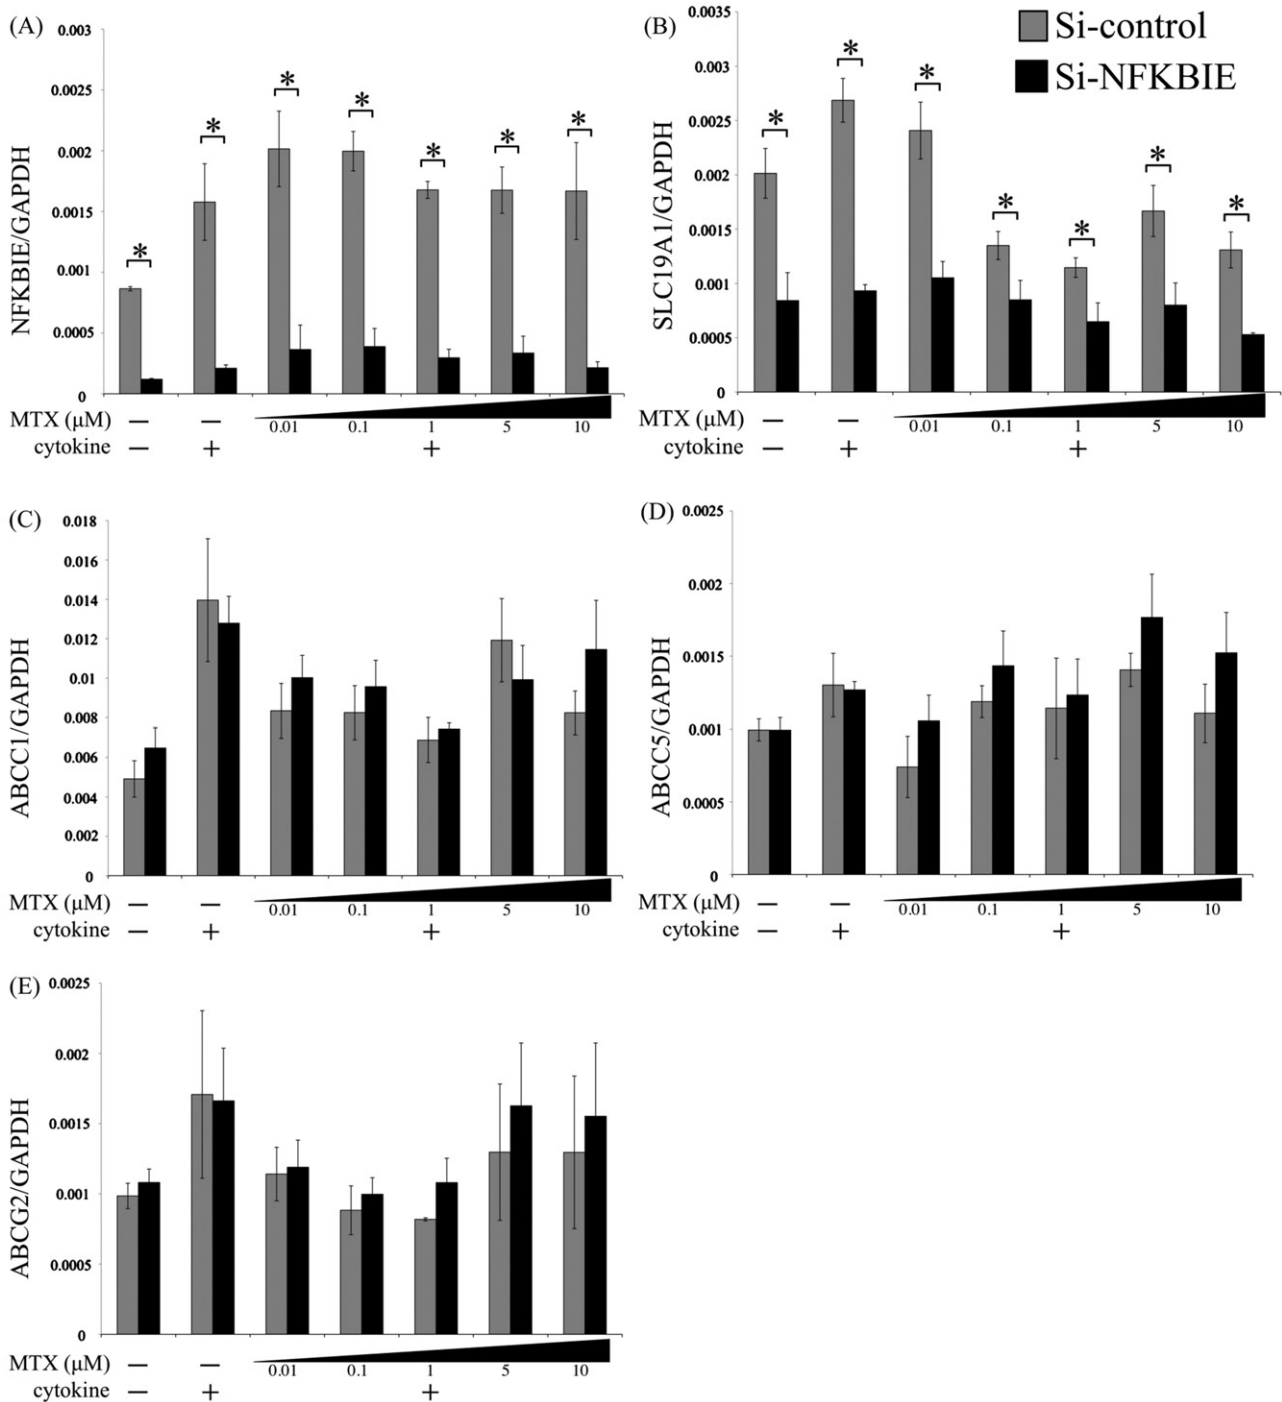 (A)
NFKBIE/GAPDH
0.003
0.0025
0.002
0.0015
0.001
0.0005
0
* * * * * * *
MTX (μM) — — 0.01 0.1 1 5 10
cytokine — + +
(B)
Si-control
Si-NFKBIE
SLC19A1/GAPDH
0.0035
0.003
0.0025
0.002
0.0015
0.001
0.0005
0
* * * * * * *
MTX (μM) — — 0.01 0.1 1 5 10
cytokine — + +
(C)
ABCC1/GAPDH
0.018
0.016
0.014
0.012
0.01
0.008
0.006
0.004
0.002
0
MTX (μM) — — 0.01 0.1 1 5 10
cytokine — + +
(D)
ABCC5/GAPDH
0.0025
0.002
0.0015
0.001
0.0005
0
MTX (μM) — — 0.01 0.1 1 5 10
cytokine — + +
(E)
ABCG2/GAPDH
0.0025
0.002
0.0015
0.001
0.0005
0
MTX (μM) — — 0.01 0.1 1 5 10
cytokine — + +